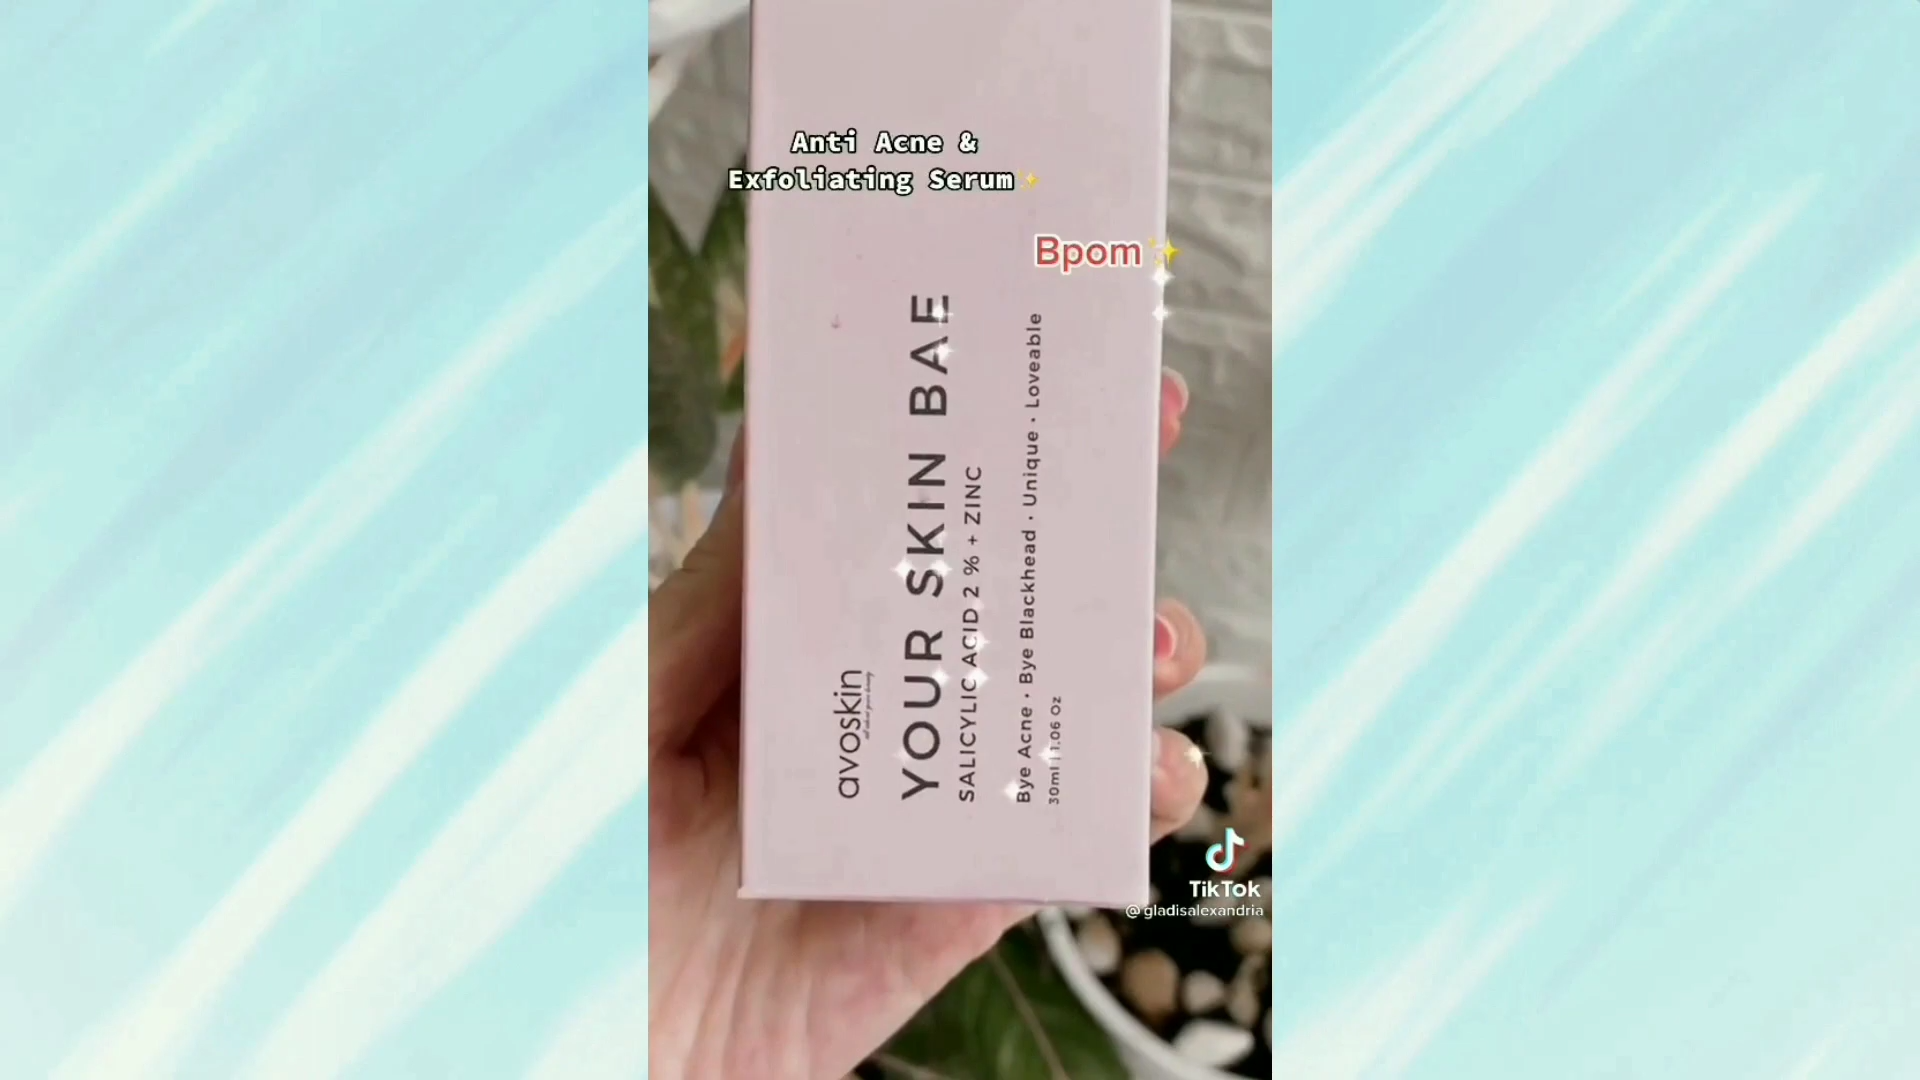 Anti Acne &
Exfoliating Serum
Bpom
avoskin
YOUR SKIN BAE
SALICYLIC ACID 2 % + ZINC
Bye Acne • Bye Blackhead • Unique • Loveable
30ml | 1.06 Oz
TikTok
@gladisalexandria